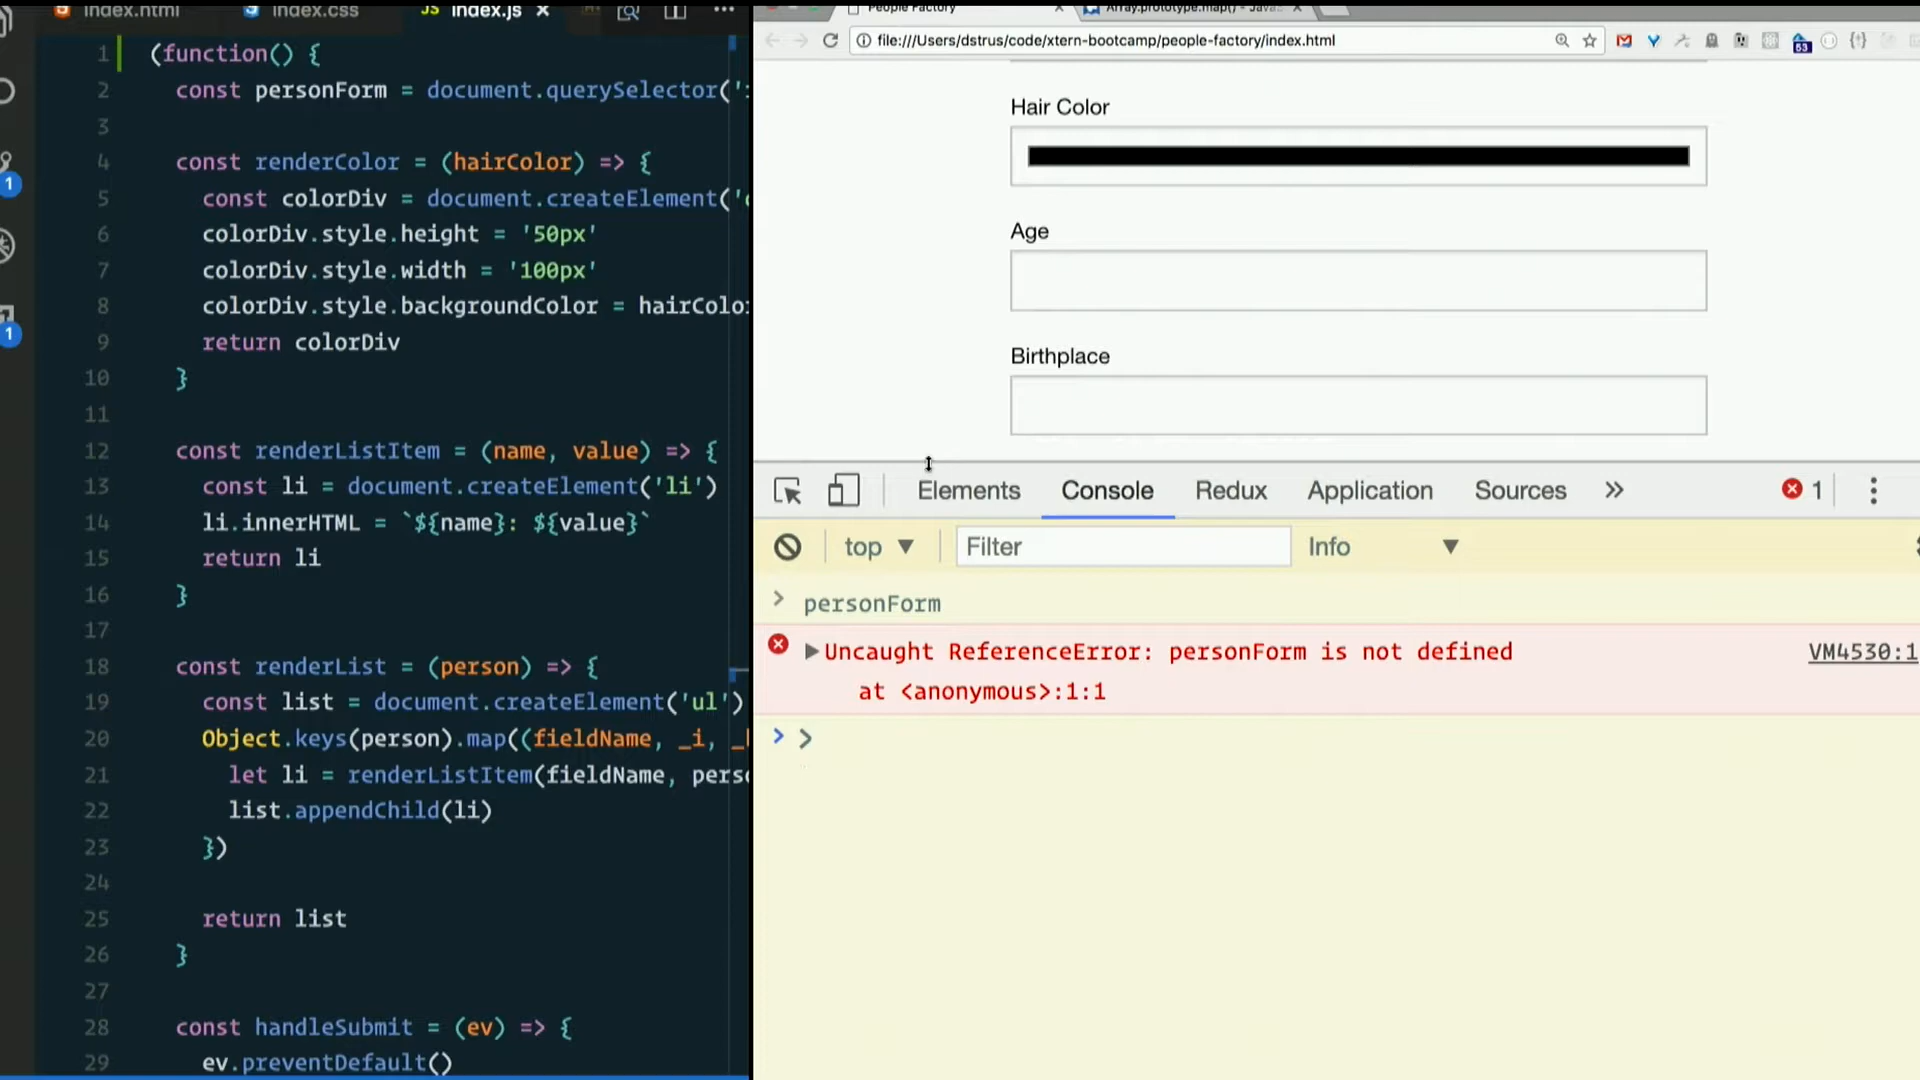 index.html
index.css
JS index.js ×
1 (function() {
2 const personForm = document.querySelector('
3
4 const renderColor = (hairColor) => {
5 const colorDiv = document.createElement('
6 colorDiv.style.height = '50px'
7 colorDiv.style.width = '100px'
8 colorDiv.style.backgroundColor = hairColo
9 return colorDiv
10 }
11
12 const renderListItem = (name, value) => {
13 const li = document.createElement('li')
14 li.innerHTML = `${name}: ${value}`
15 return li
16 }
17
18 const renderList = (person) => {
19 const list = document.createElement('ul')
20 Object.keys(person).map((fieldName, _i, _
21 let li = renderListItem(fieldName, pers
22 list.appendChild(li)
23 })
24
25 return list
26 }
27
28 const handleSubmit = (ev) => {
29 ev.preventDefault()
1
1
People Factory
Array.prototype.map() - Java
file:///Users/dstrus/code/xtern-bootcamp/people-factory/index.html
53
Hair Color
Age
Birthplace
Elements Console Redux Application Sources » 1
top Filter Info
> personForm
Uncaught ReferenceError: personForm is not defined VM4530:1
at <anonymous>:1:1
> >